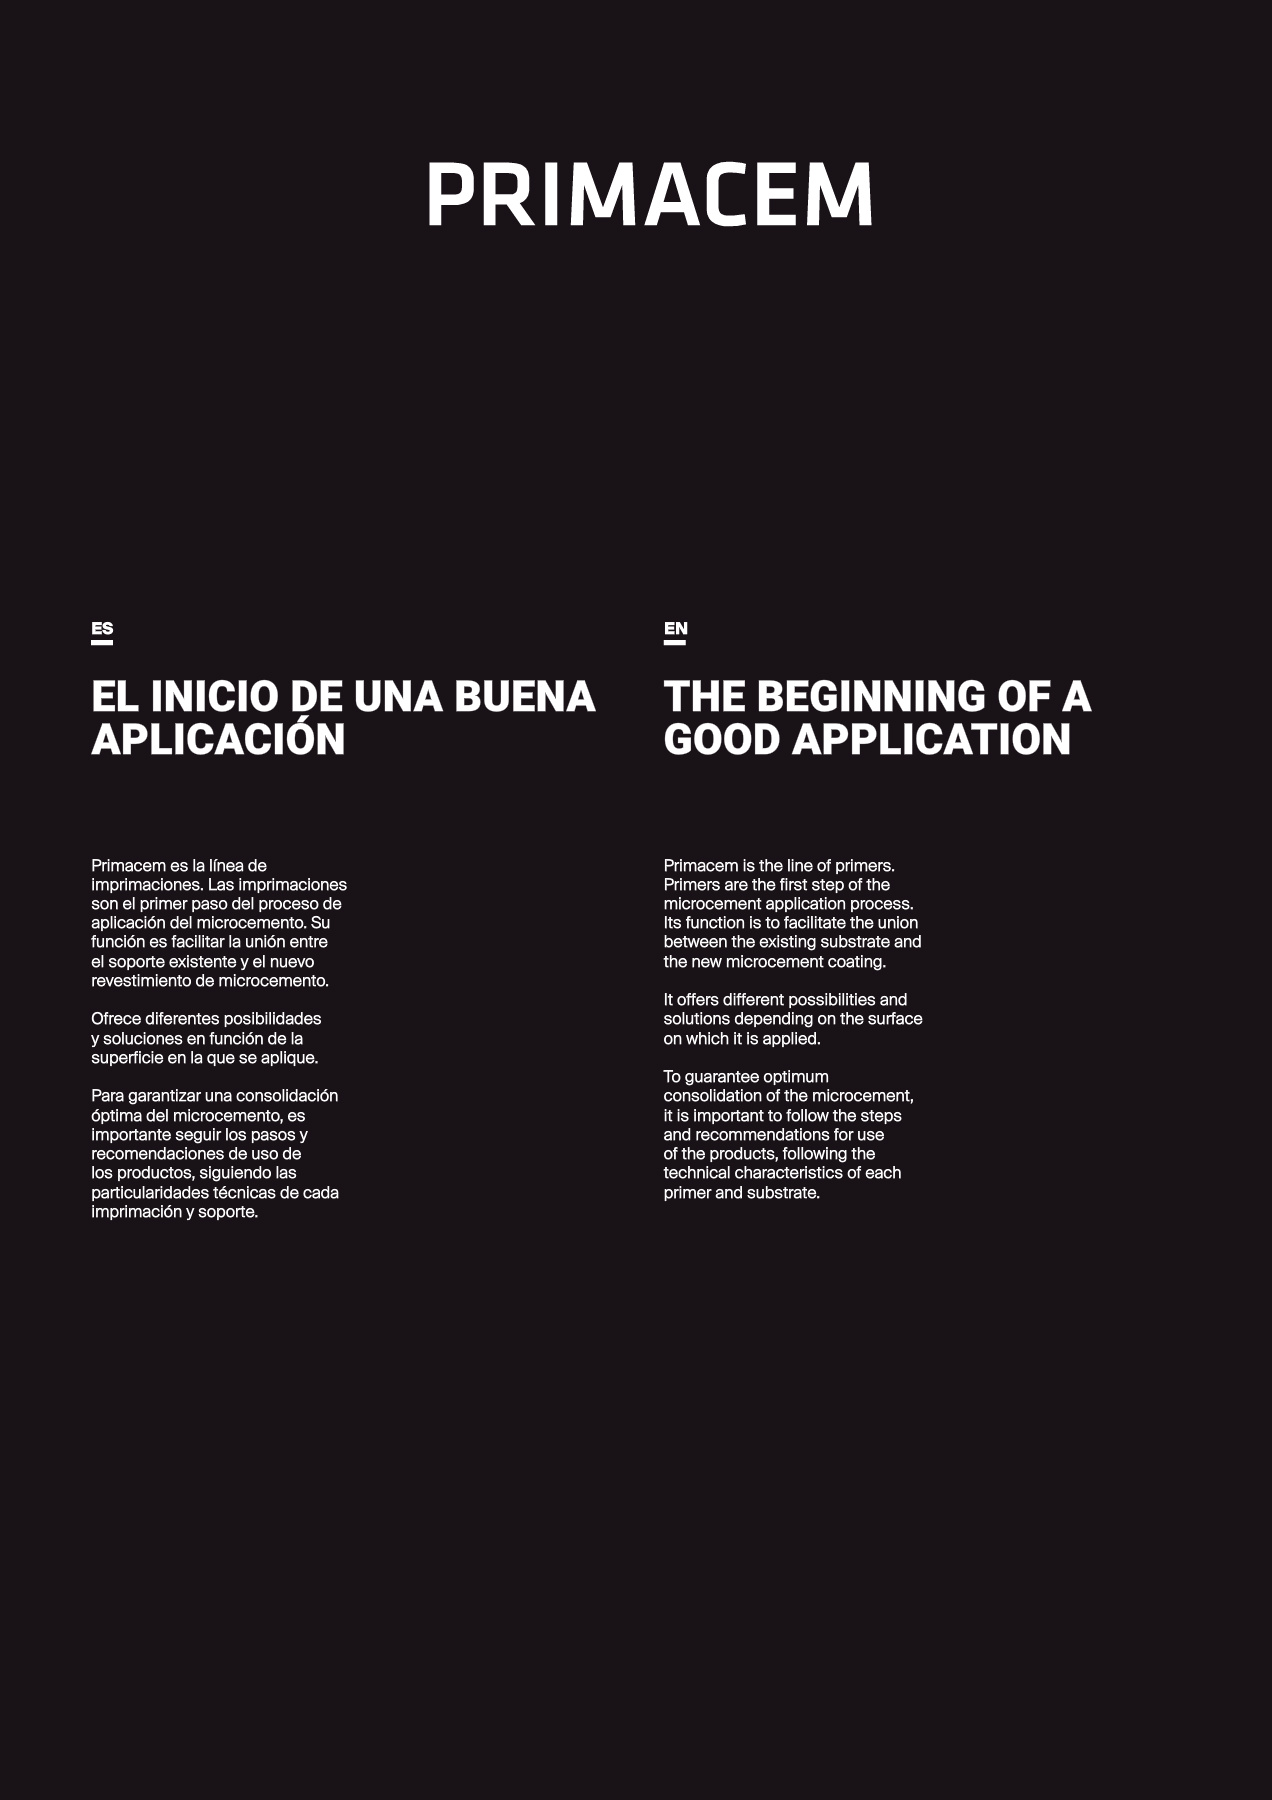 PRIMACEM
ES
EL INICIO DE UNA BUENA
APLICACIÓN
Primacem es la línea de
imprimaciones. Las imprimaciones
son el primer paso del proceso de
aplicación del microcemento. Su
función es facilitar la unión entre
el soporte existente y el nuevo
revestimiento de microcemento.
Ofrece diferentes posibilidades
y soluciones en función de la
superficie en la que se aplique.
Para garantizar una consolidación
óptima del microcemento, es
importante seguir los pasos y
recomendaciones de uso de
los productos, siguiendo las
particularidades técnicas de cada
imprimación y soporte.
EN
THE BEGINNING OF A
GOOD APPLICATION
Primacem is the line of primers.
Primers are the first step of the
microcement application process.
Its function is to facilitate the union
between the existing substrate and
the new microcement coating.
It offers different possibilities and
solutions depending on the surface
on which it is applied.
To guarantee optimum
consolidation of the microcement,
it is important to follow the steps
and recommendations for use
of the products, following the
technical characteristics of each
primer and substrate.